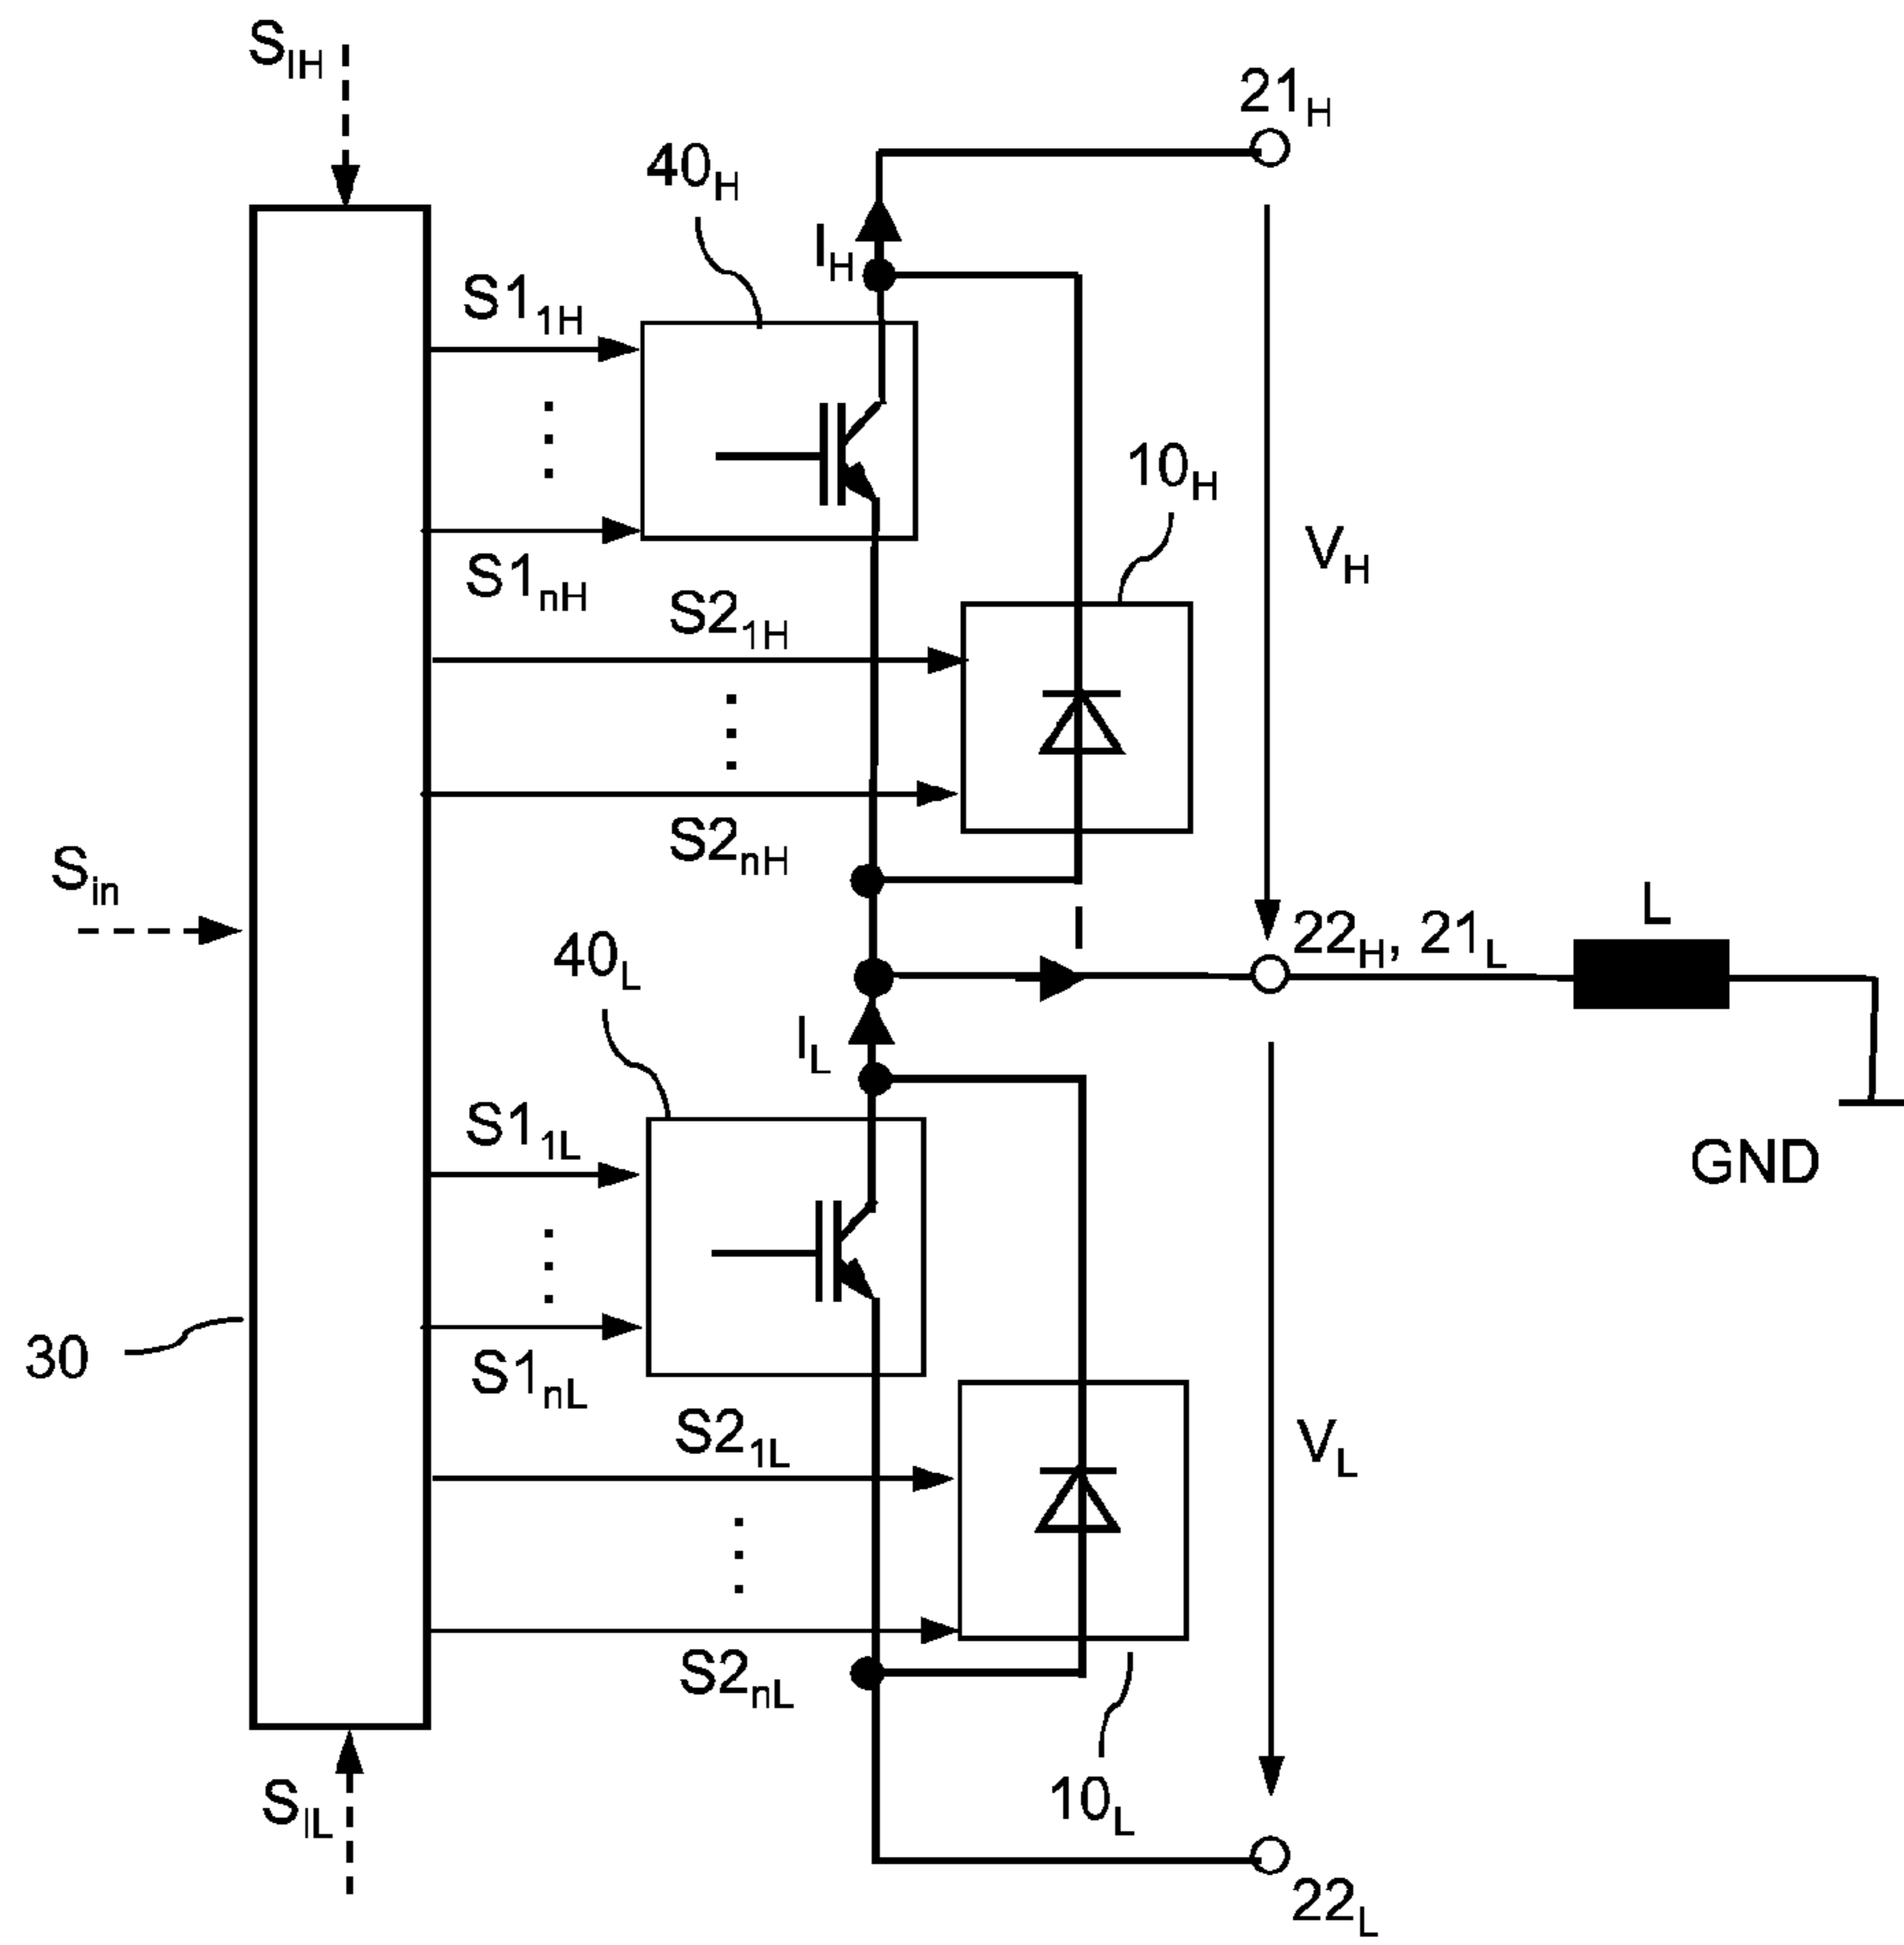 S_IH
21_H
40_H
I_H
S1_1H
10_H
V_H
S1_nH
S2_1H
S2_nH
S_in
I
22_H, 21_L
L
40_L
I_L
S1_1L
GND
30
S1_nL
S2_1L
V_L
S2_nL
S_IL
10_L
22_L